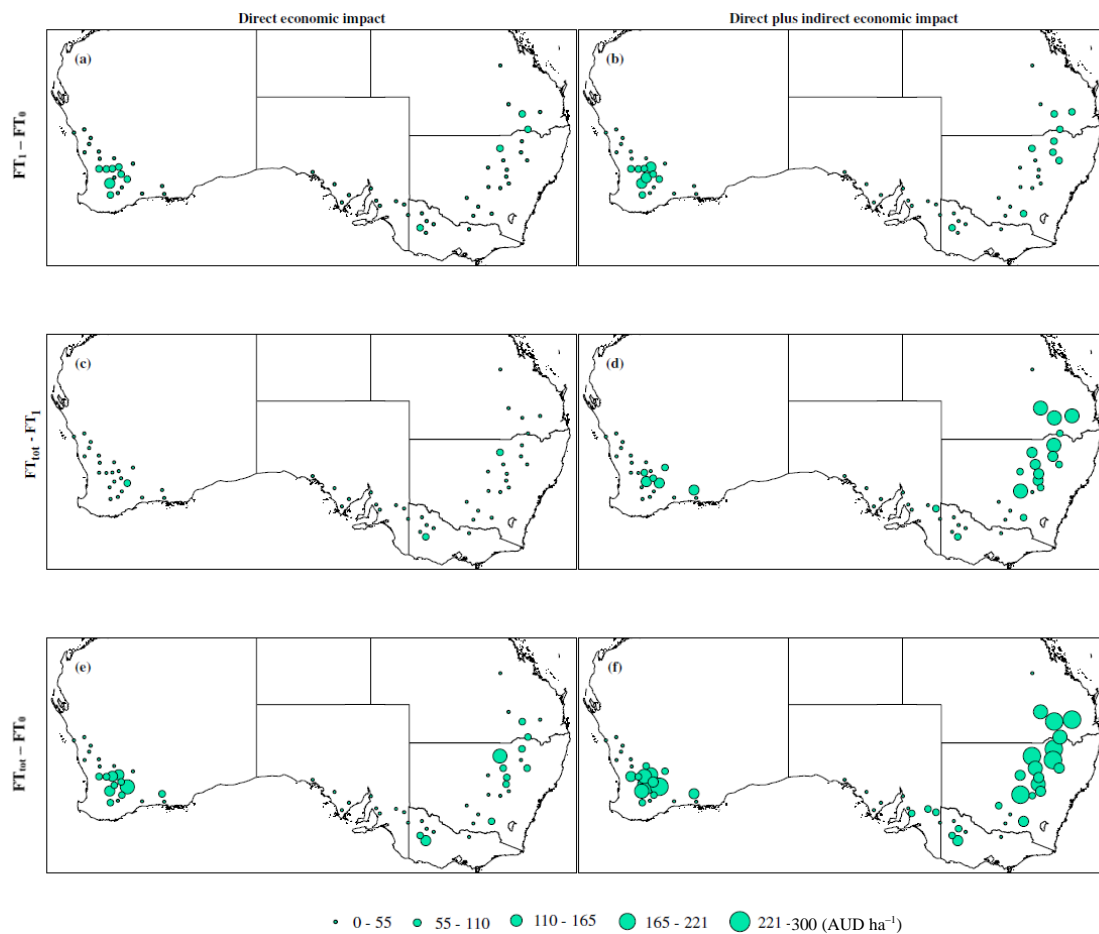 Direct economic impact
Direct plus indirect economic impact
(a)
(b)
FT₁ – FT₀
(c)
(d)
FTtot - FT₁
(e)
(f)
FTtot – FT₀
0 - 55
55 - 110
110 - 165
165 - 221
221 -300 (AUD ha⁻¹)